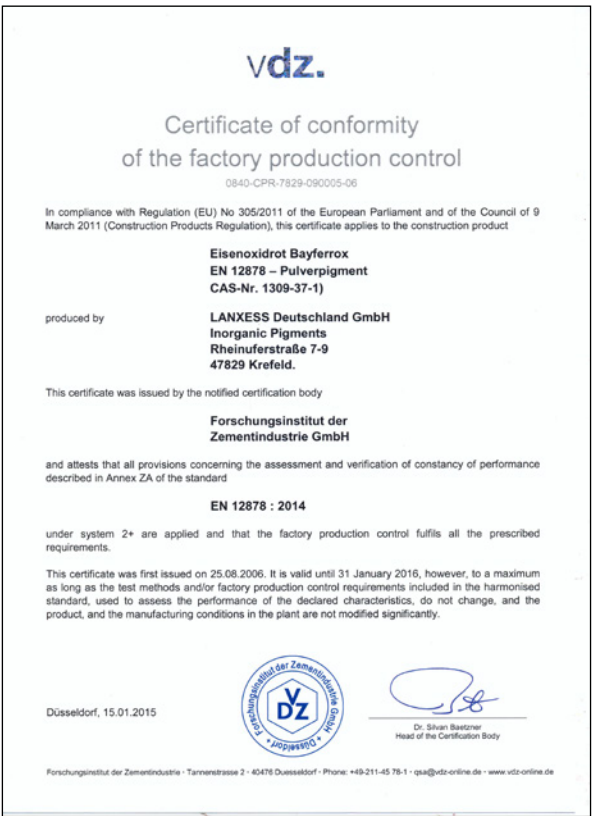 vdz.
Certificate of conformity
of the factory production control
0840-CPR-7829-090005-06
In compliance with Regulation (EU) No 305/2011 of the European Parliament and of the Council of 9
March 2011 (Construction Products Regulation), this certificate applies to the construction product
Eisenoxidrot Bayferrox
EN 12878 – Pulverpigment
CAS-Nr. 1309-37-1)
produced by
LANXESS Deutschland GmbH
Inorganic Pigments
Rheinuferstraße 7-9
47829 Krefeld.
This certificate was issued by the notified certification body
Forschungsinstitut der
Zementindustrie GmbH
and attests that all provisions concerning the assessment and verification of constancy of performance
described in Annex ZA of the standard
EN 12878 : 2014
under system 2+ are applied and that the factory production control fulfils all the prescribed
requirements.
This certificate was first issued on 25.08.2006. It is valid until 31 January 2016, however, to a maximum
as long as the test methods and/or factory production control requirements included in the harmonised
standard, used to assess the performance of the declared characteristics, do not change, and the
product, and the manufacturing conditions in the plant are not modified significantly.
Forschungsinstitut der Zementindustrie GmbH + Düsseldorf +
VDZ
Düsseldorf, 15.01.2015
Dr. Silvan Baetzner
Head of the Certification Body
Forschungsinstitut der Zementindustrie - Tannenstrasse 2 - 40476 Duesseldorf - Phone: +49-211-45 78-1 - qsa@vdz-online.de - www.vdz-online.de